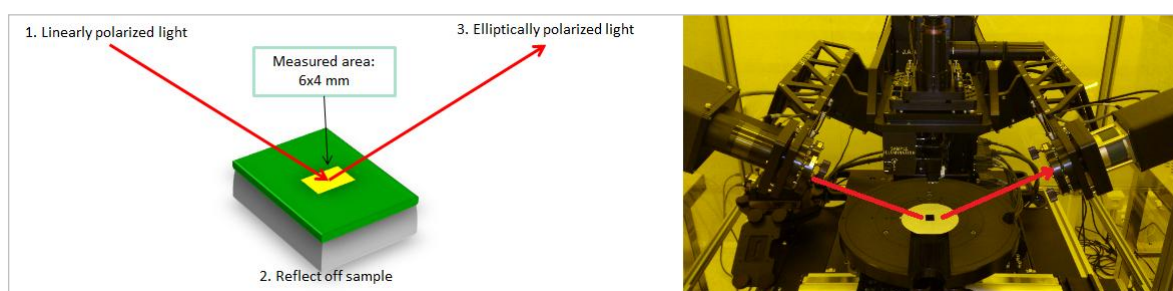 1. Linearly polarized light
3. Elliptically polarized light
Measured area:
6x4 mm
2. Reflect off sample